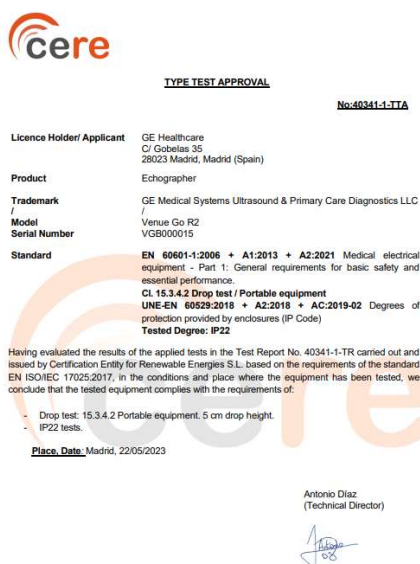 cere
TYPE TEST APPROVAL
No:40341-1-TTA
Licence Holder/ Applicant GE Healthcare
C/ Gobelas 35
28023 Madrid, Madrid (Spain)
Product Echographer
Trademark GE Medical Systems Ultrasound & Primary Care Diagnostics LLC
/ /
Model Venue Go R2
Serial Number VGB000015
Standard EN 60601-1:2006 + A1:2013 + A2:2021 Medical electrical
equipment - Part 1: General requirements for basic safety and
essential performance.
Cl. 15.3.4.2 Drop test / Portable equipment
UNE-EN 60529:2018 + A2:2018 + AC:2019-02 Degrees of
protection provided by enclosures (IP Code)
Tested Degree: IP22
Having evaluated the results of the applied tests in the Test Report No. 40341-1-TR carried out and
issued by Certification Entity for Renewable Energies S.L. based on the requirements of the standard
EN ISO/IEC 17025:2017, in the conditions and place where the equipment has been tested, we
conclude that the tested equipment complies with the requirements of:
- Drop test: 15.3.4.2 Portable equipment. 5 cm drop height.
- IP22 tests.
Place, Date: Madrid, 22/05/2023
Antonio Díaz
(Technical Director)